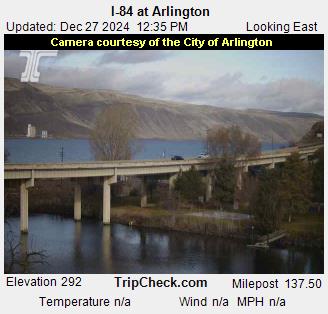 I-84 at Arlington
Updated: Dec 27 2024 12:35 PM Looking East
Camera courtesy of the City of Arlington
Elevation 292 TripCheck.com Milepost 137.50
Temperature n/a Wind n/a MPH n/a